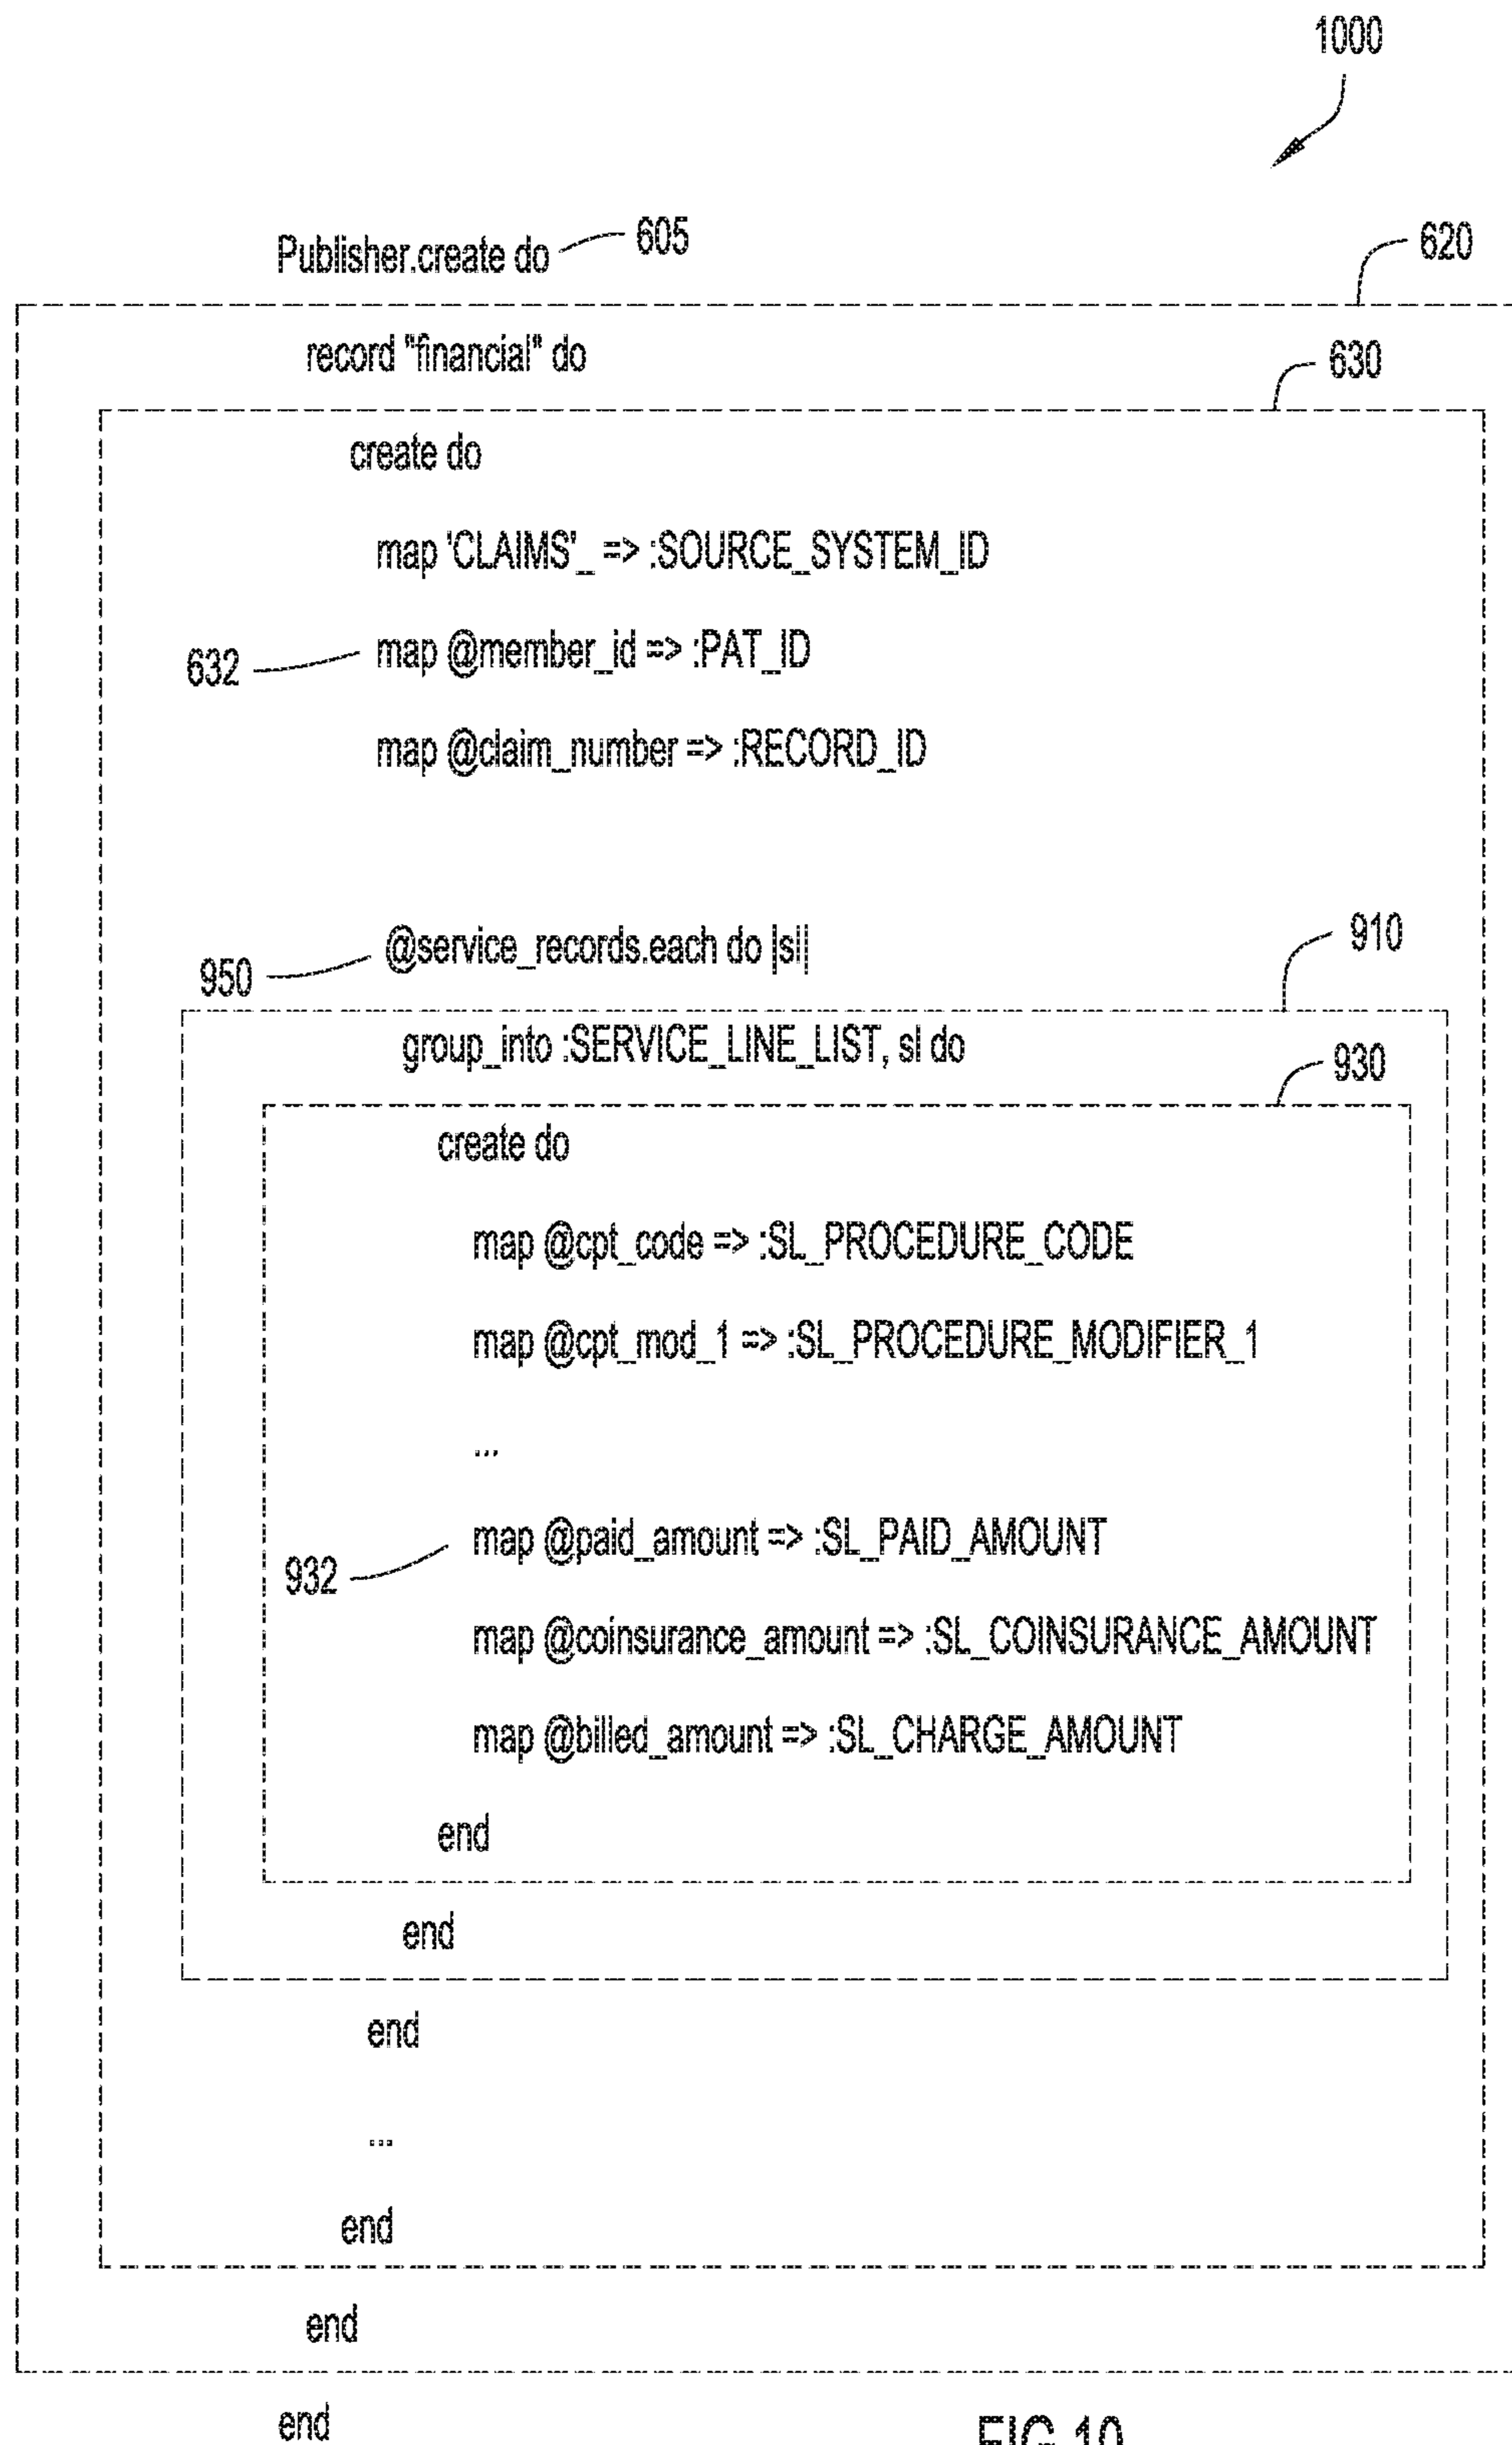 1000
Publisher.create do 605
620
record "financial" do
630
create do
map 'CLAIMS'_ => :SOURCE_SYSTEM_ID
632 map @member_id => :PAT_ID
map @claim_number => :RECORD_ID
950 @service_records.each do |sl|
910
group_into :SERVICE_LINE_LIST, sl do
930
create do
map @cpt_code => :SL_PROCEDURE_CODE
map @cpt_mod_1 => :SL_PROCEDURE_MODIFIER_1
...
932 map @paid_amount => :SL_PAID_AMOUNT
map @coinsurance_amount => :SL_COINSURANCE_AMOUNT
map @billed_amount => :SL_CHARGE_AMOUNT
end
end
end
...
end
end
end
FIG.10